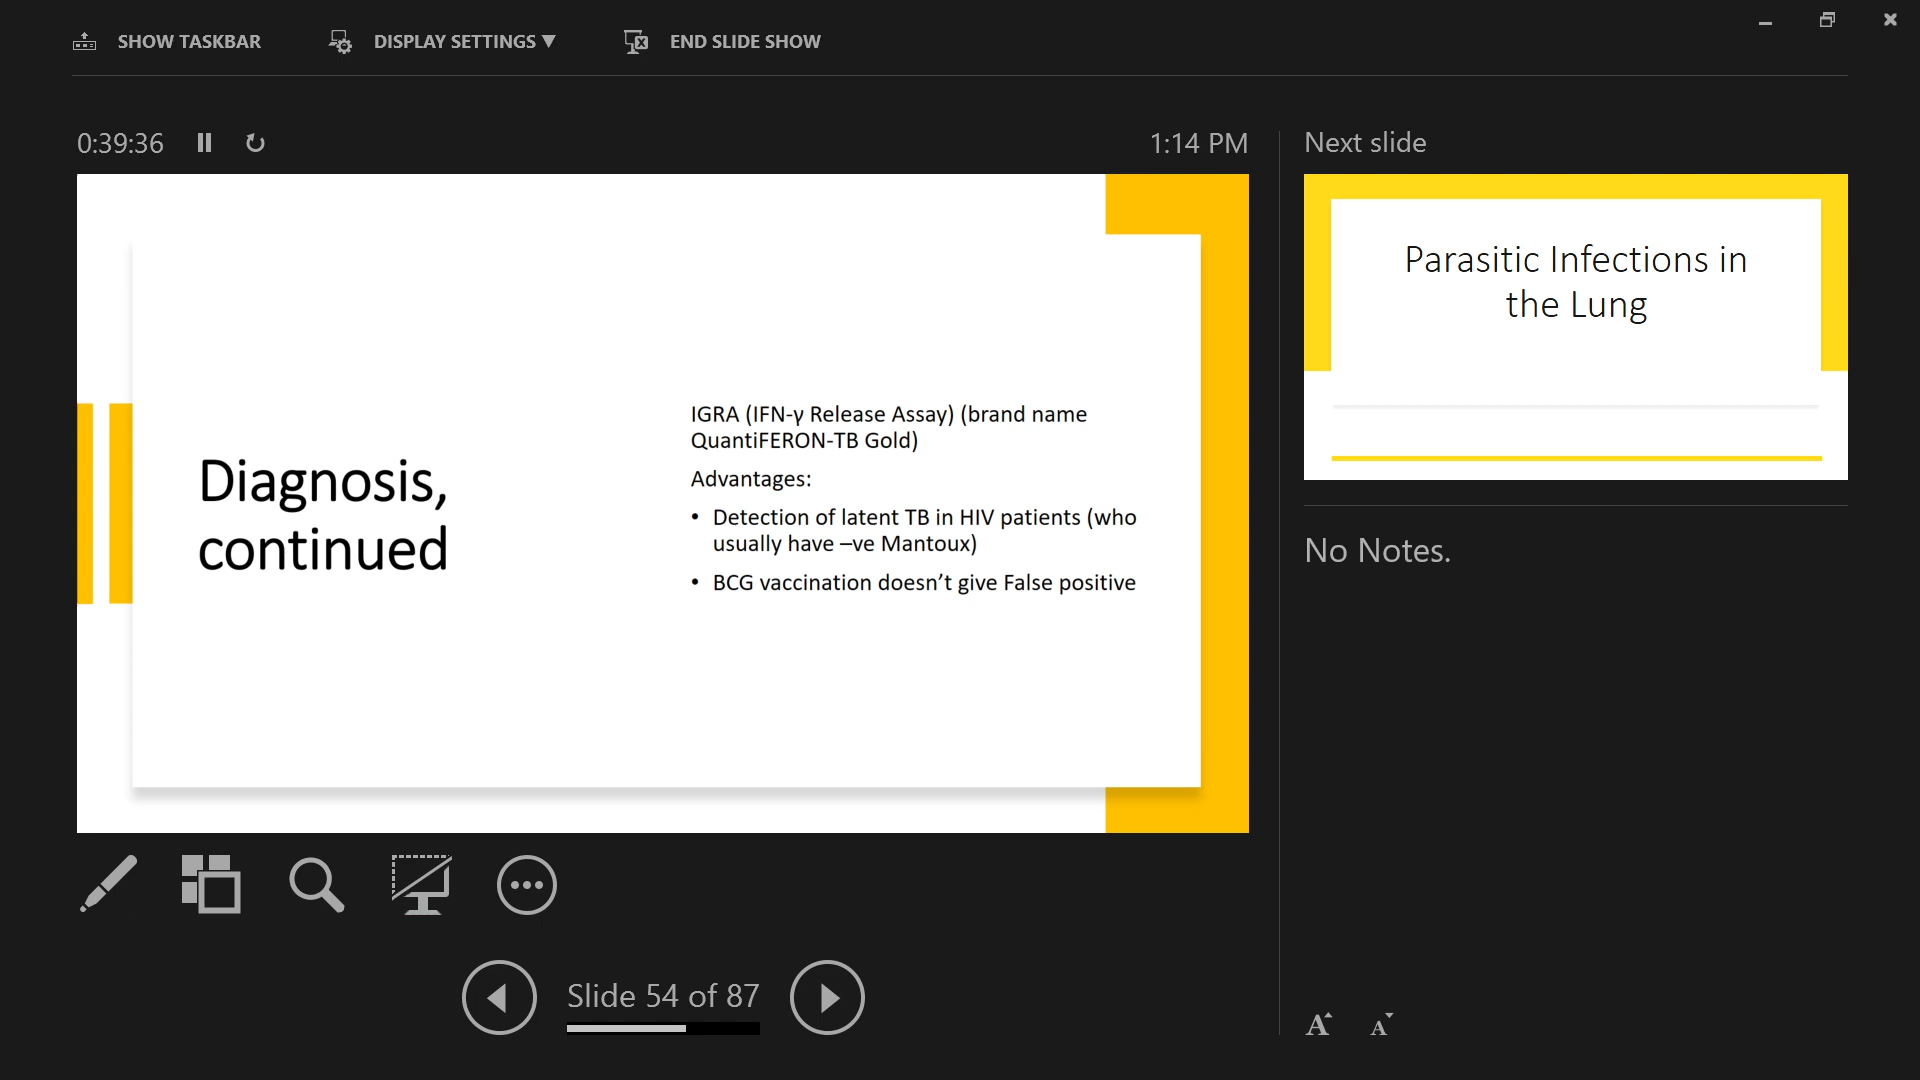 SHOW TASKBAR
DISPLAY SETTINGS ▼
END SLIDE SHOW
0:39:36
1:14 PM
Diagnosis,
continued
IGRA (IFN-γ Release Assay) (brand name
QuantiFERON-TB Gold)
Advantages:
• Detection of latent TB in HIV patients (who
usually have –ve Mantoux)
• BCG vaccination doesn’t give False positive
Slide 54 of 87
Next slide
Parasitic Infections in
the Lung
No Notes.
A A